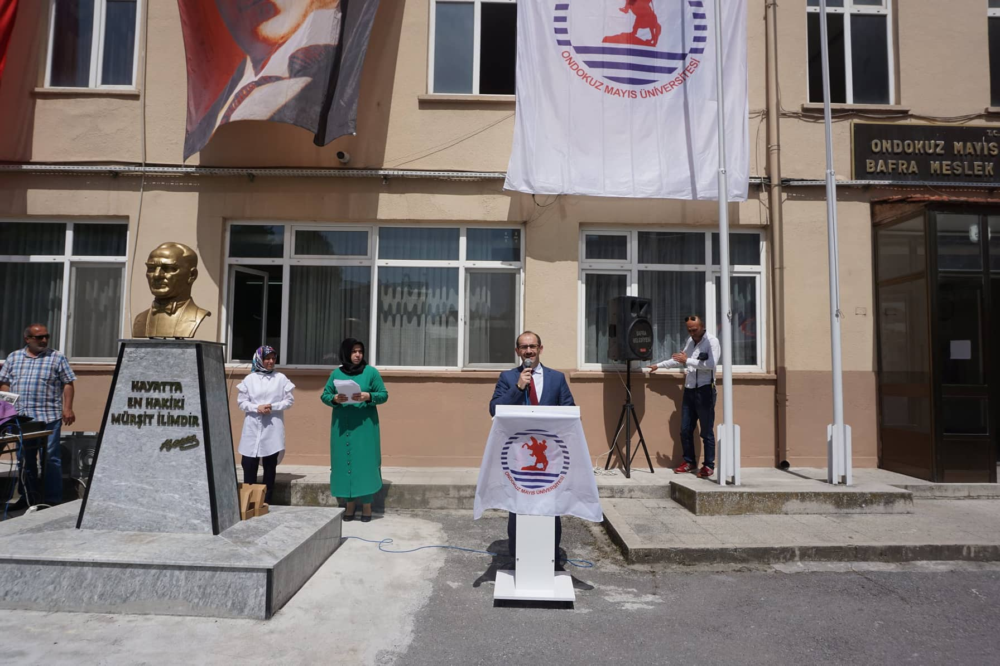 ONDOKUZ MAYIS ÜNİVERSİTESİ
T.C.
ONDOKUZ MAYIS
BAFRA MESLEK
BAFRA
BELEDİYESİ
HAYATTA
EN HAKİKİ
MÜRŞİT İLİMDİR
ONDOKUZ MAYIS ÜNİVERSİTESİ